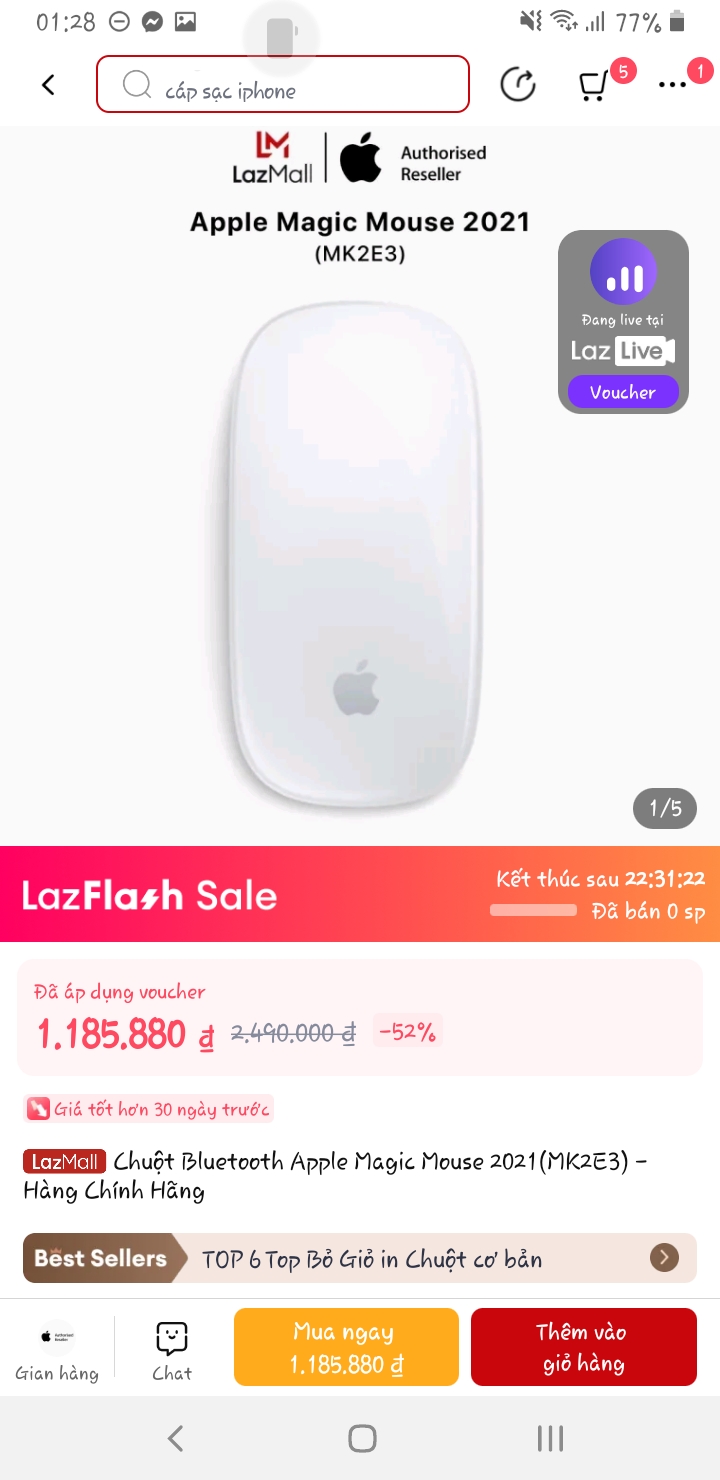 01:28
77%
cáp sạc iphone
5
1
LM
LazMall
Authorised
Reseller
Apple Magic Mouse 2021
(MK2E3)
Đang live tại
Laz Live
Voucher
1/5
LazFlash Sale
Kết thúc sau 22:31:22
Đã bán 0 sp
Đã áp dụng voucher
1.185.880 ₫ 2.490.000 ₫ -52%
Giá tốt hơn 30 ngày trước
LazMall Chuột Bluetooth Apple Magic Mouse 2021(MK2E3) -
Hàng Chính Hãng
Best Sellers TOP 6 Top Bỏ Giỏ in Chuột cơ bản
Authorised
Reseller
Gian hàng
Chat
Mua ngay
1.185.880 ₫
Thêm vào
giỏ hàng